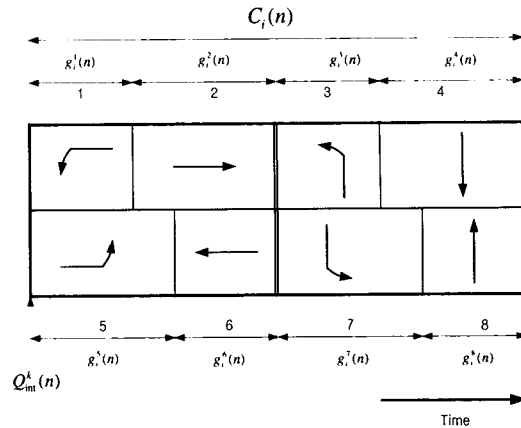 C_i(n)
g_i^1(n) g_i^2(n) g_i^3(n) g_i^4(n)
1 2 3 4
5 6 7 8
g_i^5(n) g_i^6(n) g_i^7(n) g_i^8(n)
Q_int^k(n)
Time